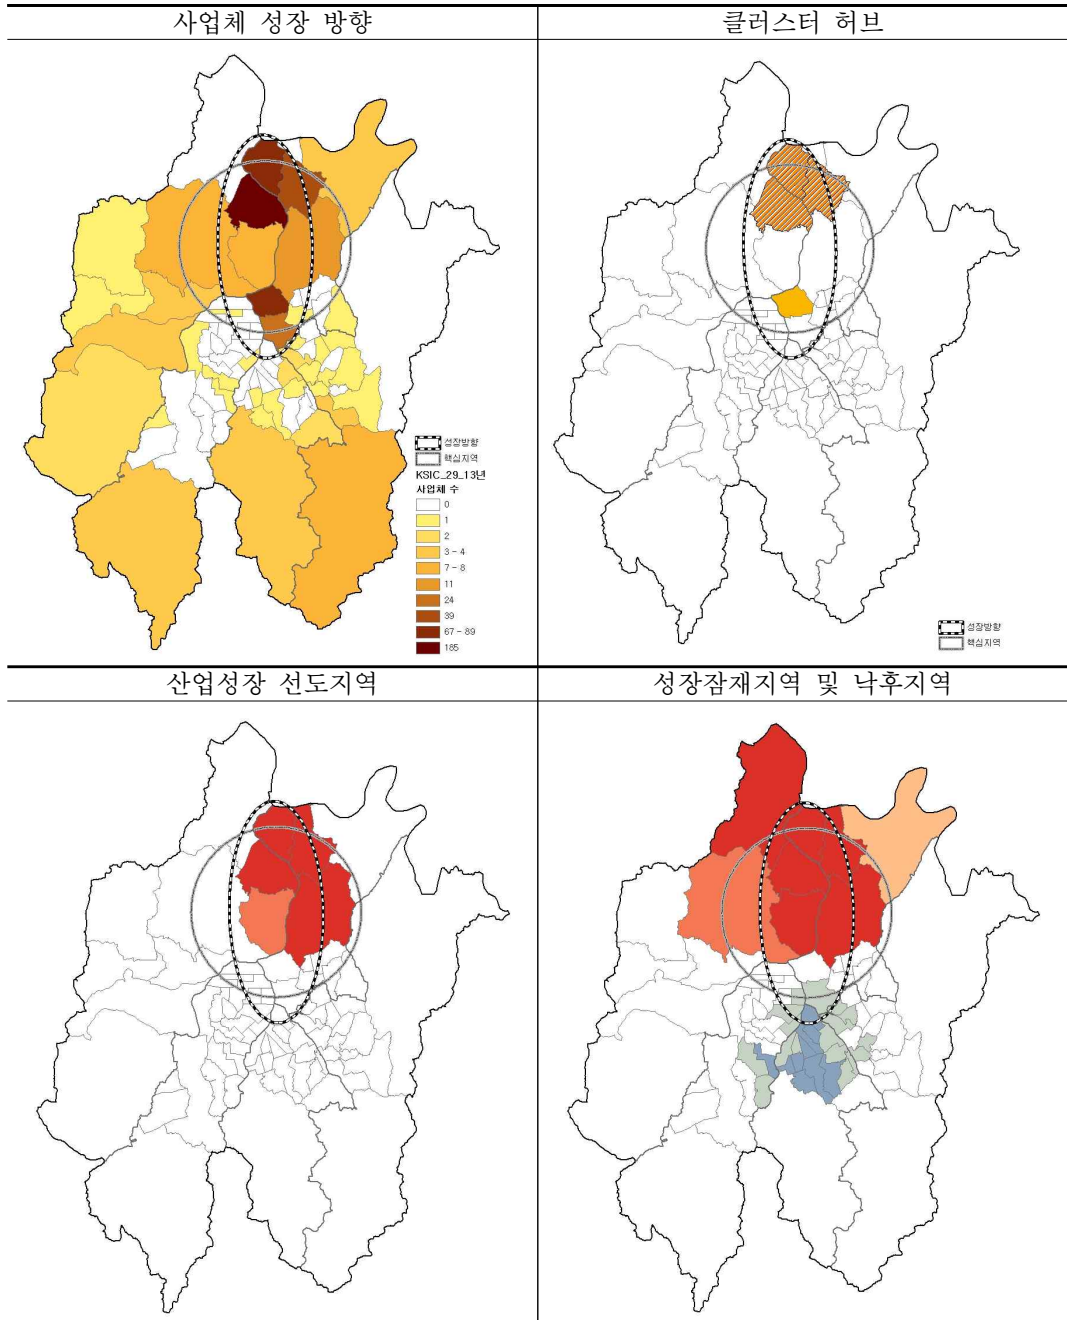 사업체 성장 방향
클러스터 허브
성장방향
핵심지역
KSIC_29_13년
사업체 수
0
1
2
3 - 4
7 - 8
11
24
39
67 - 89
185
성장방향
핵심지역
산업성장 선도지역
성장잠재지역 및 낙후지역